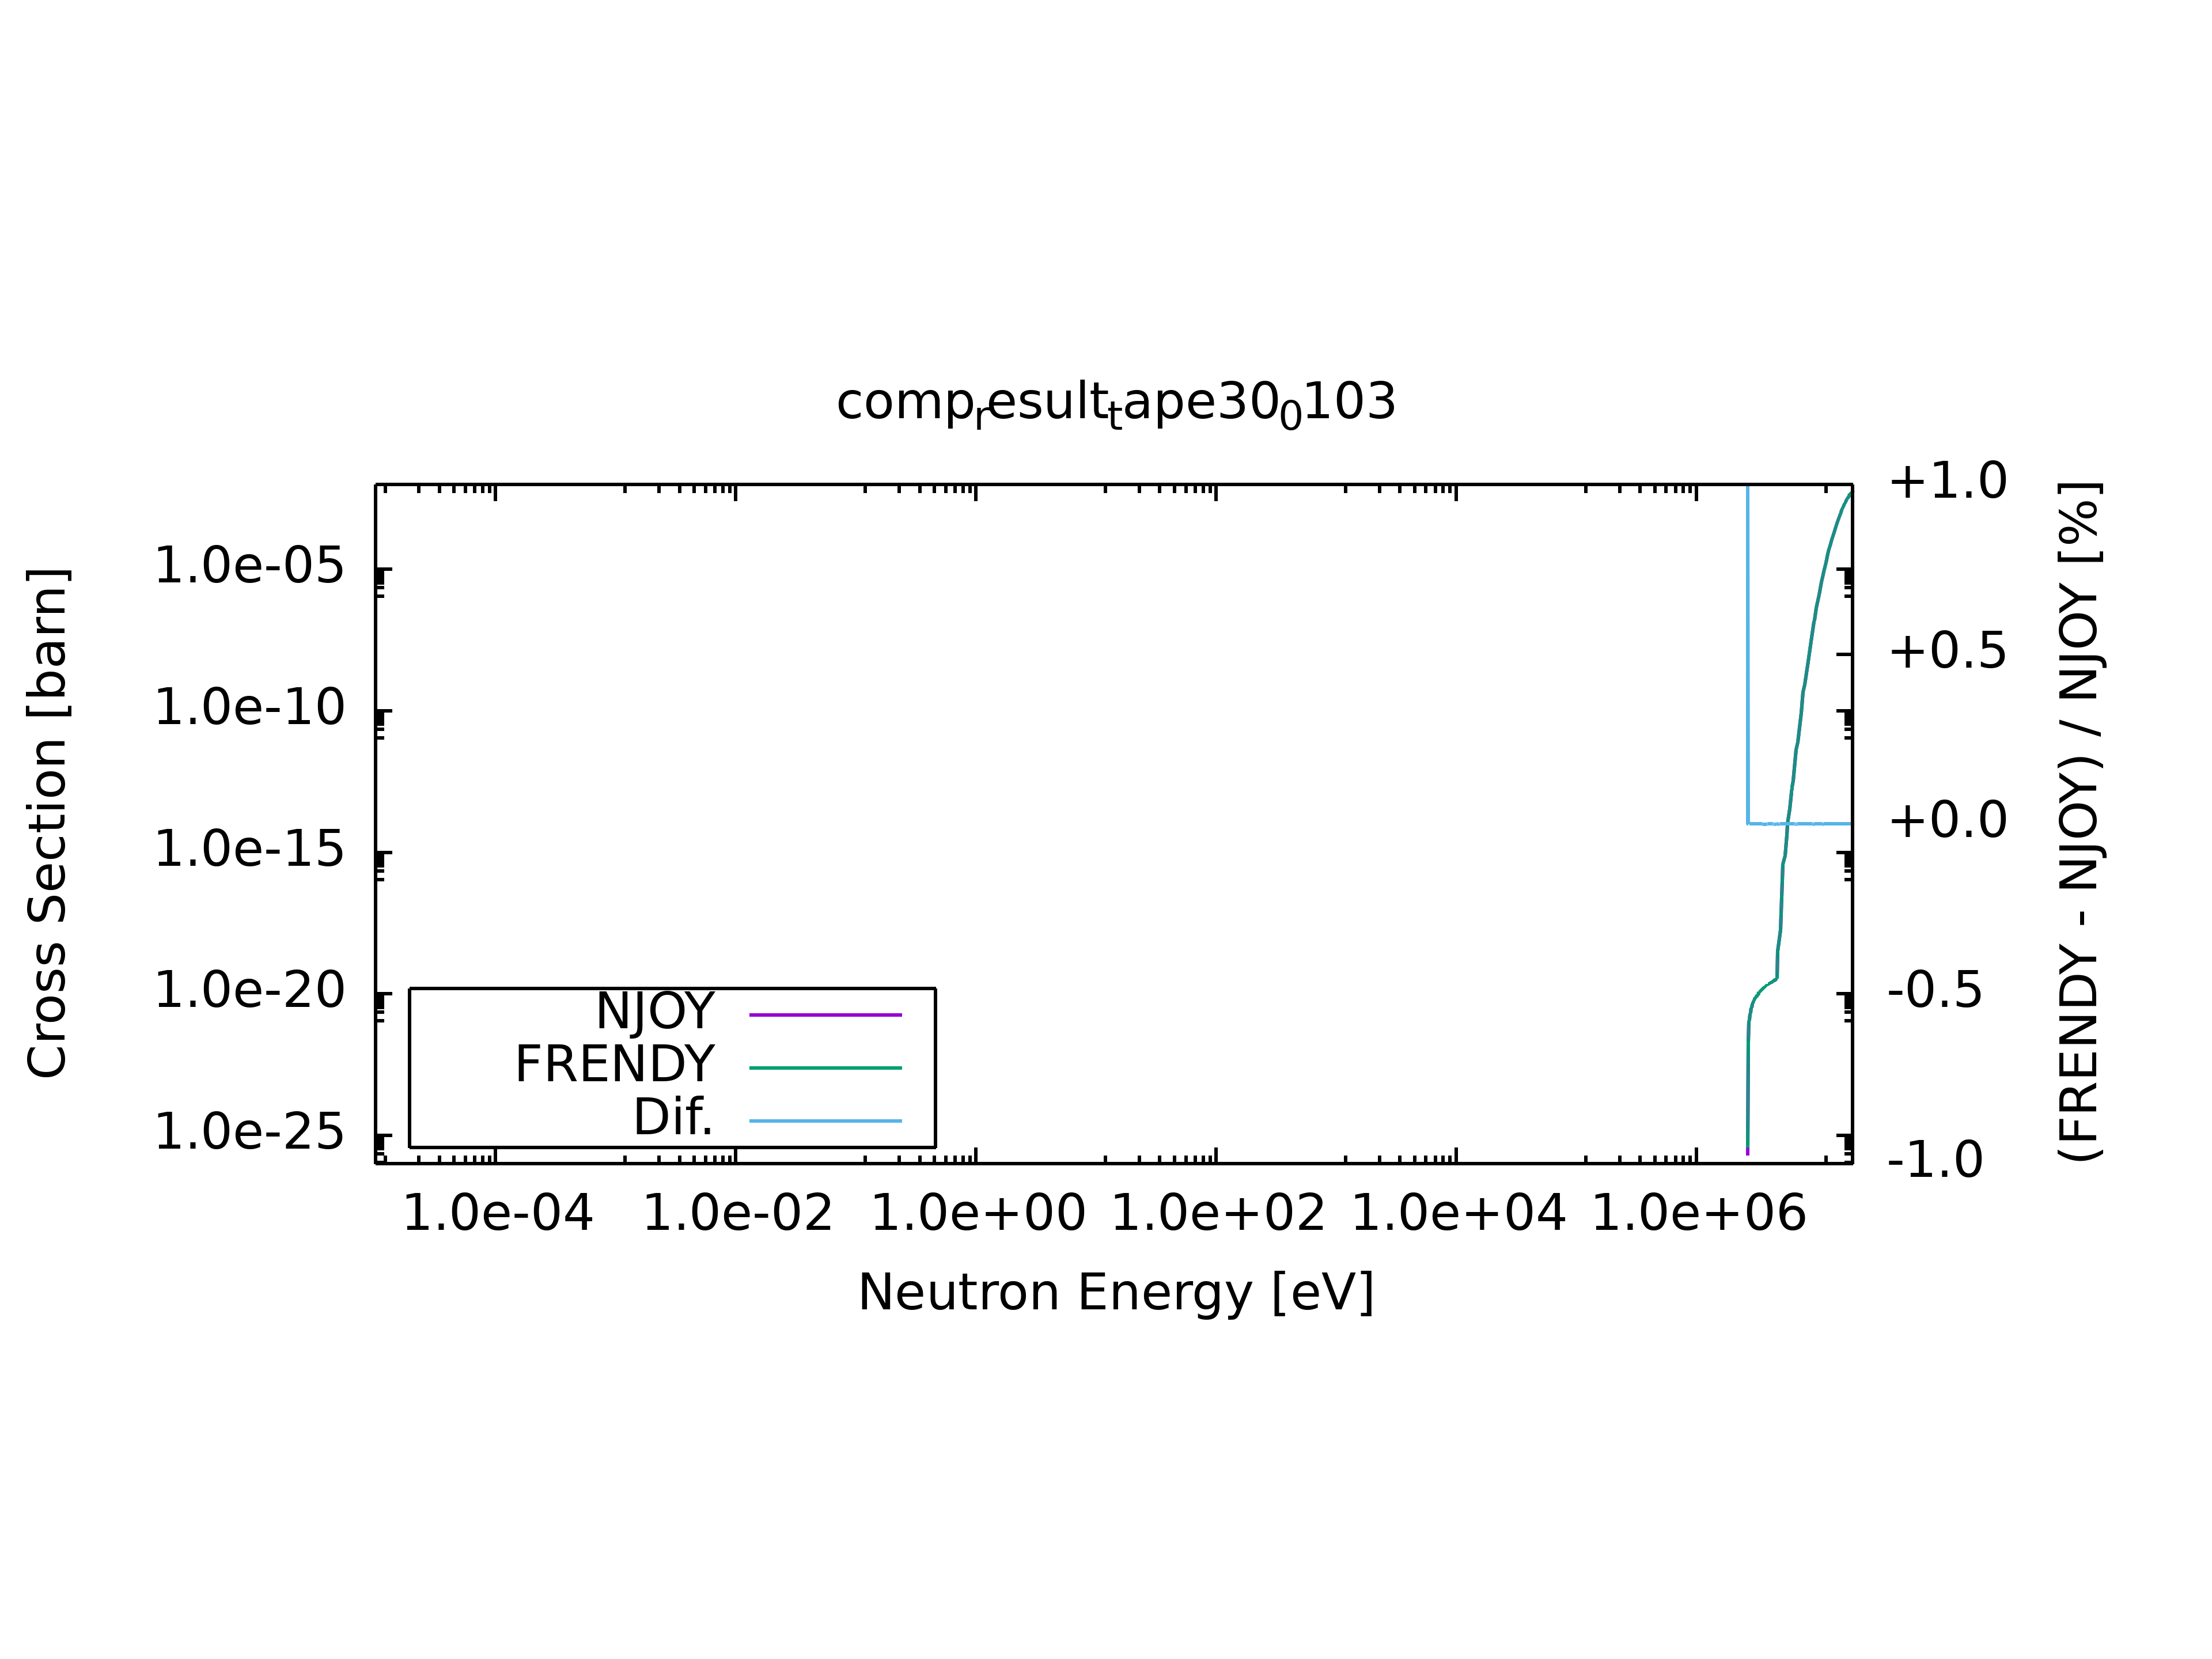 comp_result_tape30_0103
+1.0
1.0e-05
+0.5
1.0e-10
+0.0
1.0e-15
1.0e-20
-0.5
1.0e-25
-1.0
Cross Section [barn]
(FRENDY - NJOY) / NJOY [%]
NJOY
FRENDY
Dif.
1.0e-04 1.0e-02 1.0e+00 1.0e+02 1.0e+04 1.0e+06
Neutron Energy [eV]